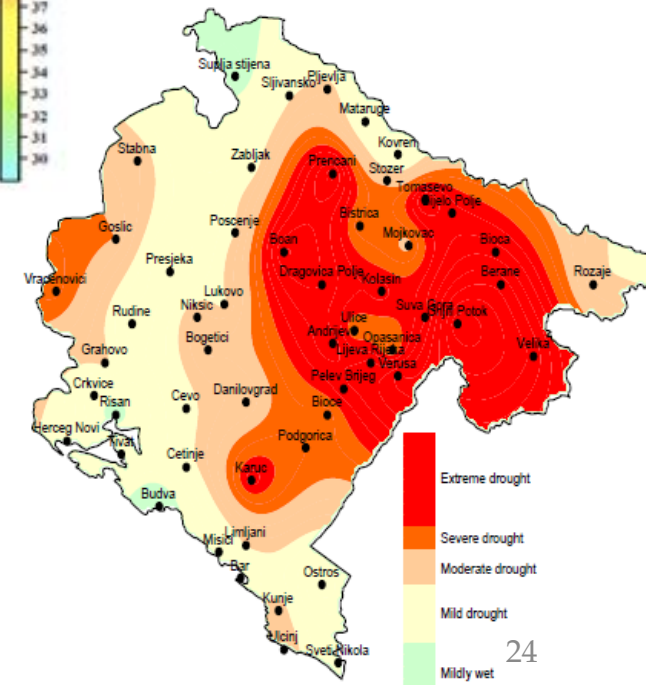 37
36
35
34
33
32
31
30
Suplja stijena
Sljivansko
Pljevlja
Mataruge
Kovren
Stabna
Zabljak
Prencani
Stozer
Tomasevo
Bijelo Polje
Bistrica
Goslic
Poscenje
Boan
Mojkovac
Bioca
Presjeka
Dragovica Polje
Kolasin
Berane
Rozaje
Vracenovici
Lukovo
Niksic
Rudine
Suva Gora
Potok
Ulice
Andrijevo
Opasanica
Bogetici
Lijeva Rijeka
Velika
Grahovo
Verusa
Pelev Brijeg
Crkvice
Danilovgrad
Cevo
Risan
Bioce
Herceg Novi
Tivat
Podgorica
Cetinje
Karuc
Budva
Limljani
Misici
Bar
Ostros
Kunje
Ulcinj
Sveti Nikola
Extreme drought
Severe drought
Moderate drought
Mild drought
Mildly wet
24